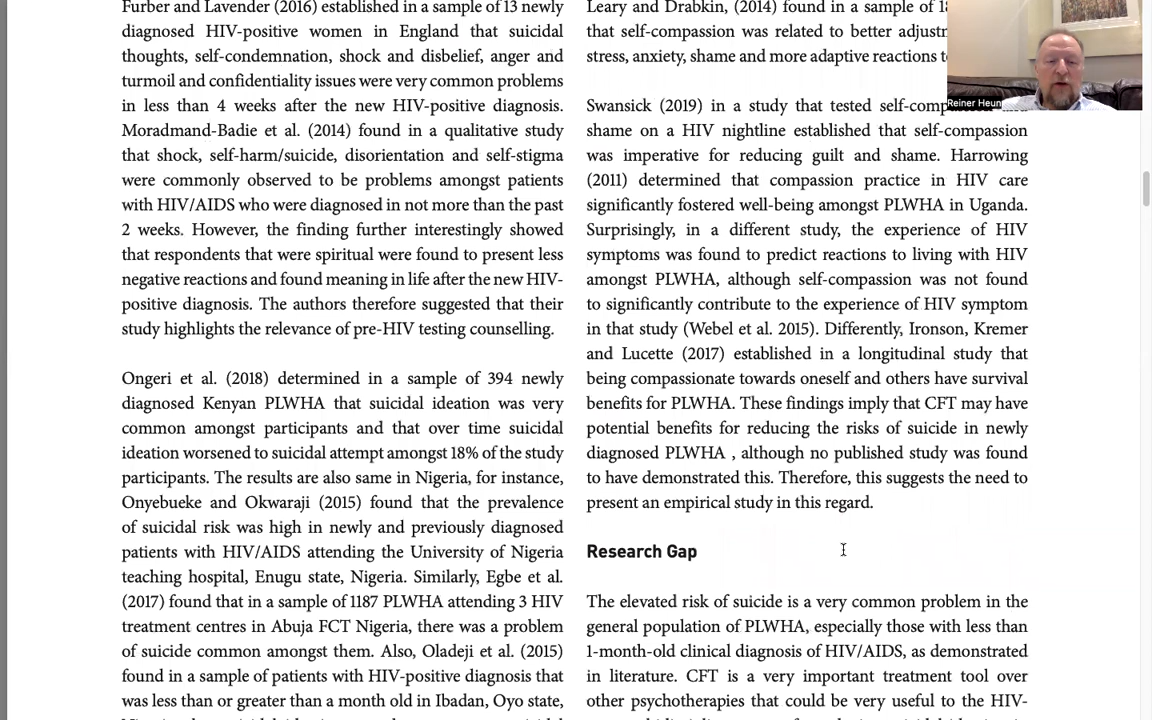 Furber and Lavender (2016) established in a sample of 13 newly
diagnosed HIV-positive women in England that suicidal
thoughts, self-condemnation, shock and disbelief, anger and
turmoil and confidentiality issues were very common problems
in less than 4 weeks after the new HIV-positive diagnosis.
Moradmand-Badie et al. (2014) found in a qualitative study
that shock, self-harm/suicide, disorientation and self-stigma
were commonly observed to be problems amongst patients
with HIV/AIDS who were diagnosed in not more than the past
2 weeks. However, the finding further interestingly showed
that respondents that were spiritual were found to present less
negative reactions and found meaning in life after the new HIV-
positive diagnosis. The authors therefore suggested that their
study highlights the relevance of pre-HIV testing counselling.
Ongeri et al. (2018) determined in a sample of 394 newly
diagnosed Kenyan PLWHA that suicidal ideation was very
common amongst participants and that over time suicidal
ideation worsened to suicidal attempt amongst 18% of the study
participants. The results are also same in Nigeria, for instance,
Onyebueke and Okwaraji (2015) found that the prevalence
of suicidal risk was high in newly and previously diagnosed
patients with HIV/AIDS attending the University of Nigeria
teaching hospital, Enugu state, Nigeria. Similarly, Egbe et al.
(2017) found that in a sample of 1187 PLWHA attending 3 HIV
treatment centres in Abuja FCT Nigeria, there was a problem
of suicide common amongst them. Also, Oladeji et al. (2015)
found in a sample of patients with HIV-positive diagnosis that
was less than or greater than a month old in Ibadan, Oyo state,
Leary and Drabkin, (2014) found in a sample of
that self-compassion was related to better
stress, anxiety, shame and more adaptive reactions
Swansick (2019) in a study that tested
shame on a HIV nightline established that self-compassion
was imperative for reducing guilt and shame. Harrowing
(2011) determined that compassion practice in HIV care
significantly fostered well-being amongst PLWHA in Uganda.
Surprisingly, in a different study, the experience of HIV
symptoms was found to predict reactions to living with HIV
amongst PLWHA, although self-compassion was not found
to significantly contribute to the experience of HIV symptom
in that study (Webel et al. 2015). Differently, Ironson, Kremer
and Lucette (2017) established in a longitudinal study that
being compassionate towards oneself and others have survival
benefits for PLWHA. These findings imply that CFT may have
potential benefits for reducing the risks of suicide in newly
diagnosed PLWHA , although no published study was found
to have demonstrated this. Therefore, this suggests the need to
present an empirical study in this regard.
Research Gap
The elevated risk of suicide is a very common problem in the
general population of PLWHA, especially those with less than
1-month-old clinical diagnosis of HIV/AIDS, as demonstrated
in literature. CFT is a very important treatment tool over
other psychotherapies that could be very useful to the HIV-
Reiner Heun